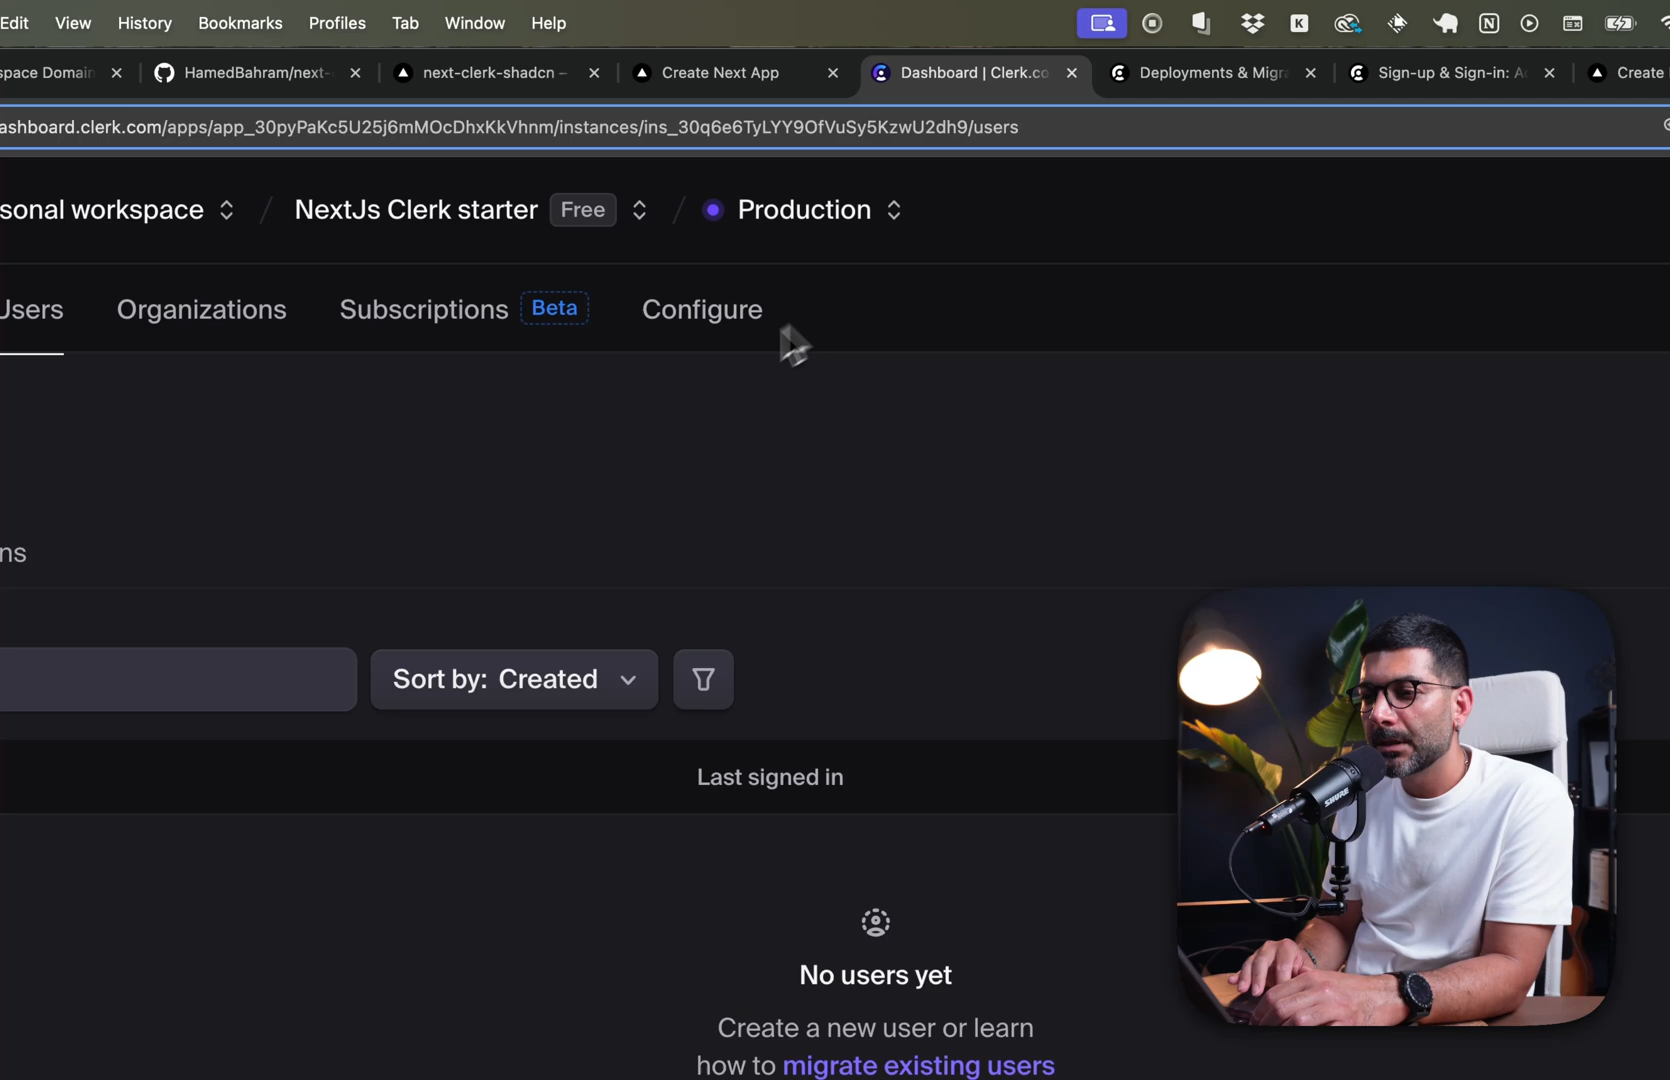 Edit View History Bookmarks Profiles Tab Window Help
space Domain HamedBahram/next- next-clerk-shadcn – Create Next App Dashboard | Clerk.co Deployments & Migra Sign-up & Sign-in: A Create
ashboard.clerk.com/apps/app_30pyPaKc5U25j6mMOcDhxKkVhnm/instances/ins_30q6e6TyLYY9OfVuSy5KzwU2dh9/users
sonal workspace / NextJs Clerk starter Free / Production
Users Organizations Subscriptions Beta Configure
ns
Sort by: Created
Last signed in
No users yet
Create a new user or learn
how to migrate existing users
SHURE